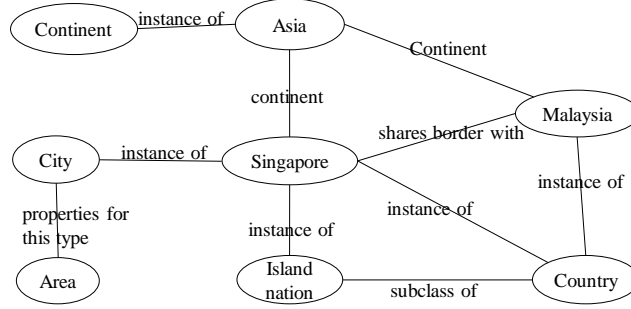 Continent
instance of
Asia
Continent
continent
Malaysia
shares border with
City
instance of
Singapore
instance of
properties for
this type
instance of
instance of
Area
Island
nation
subclass of
Country